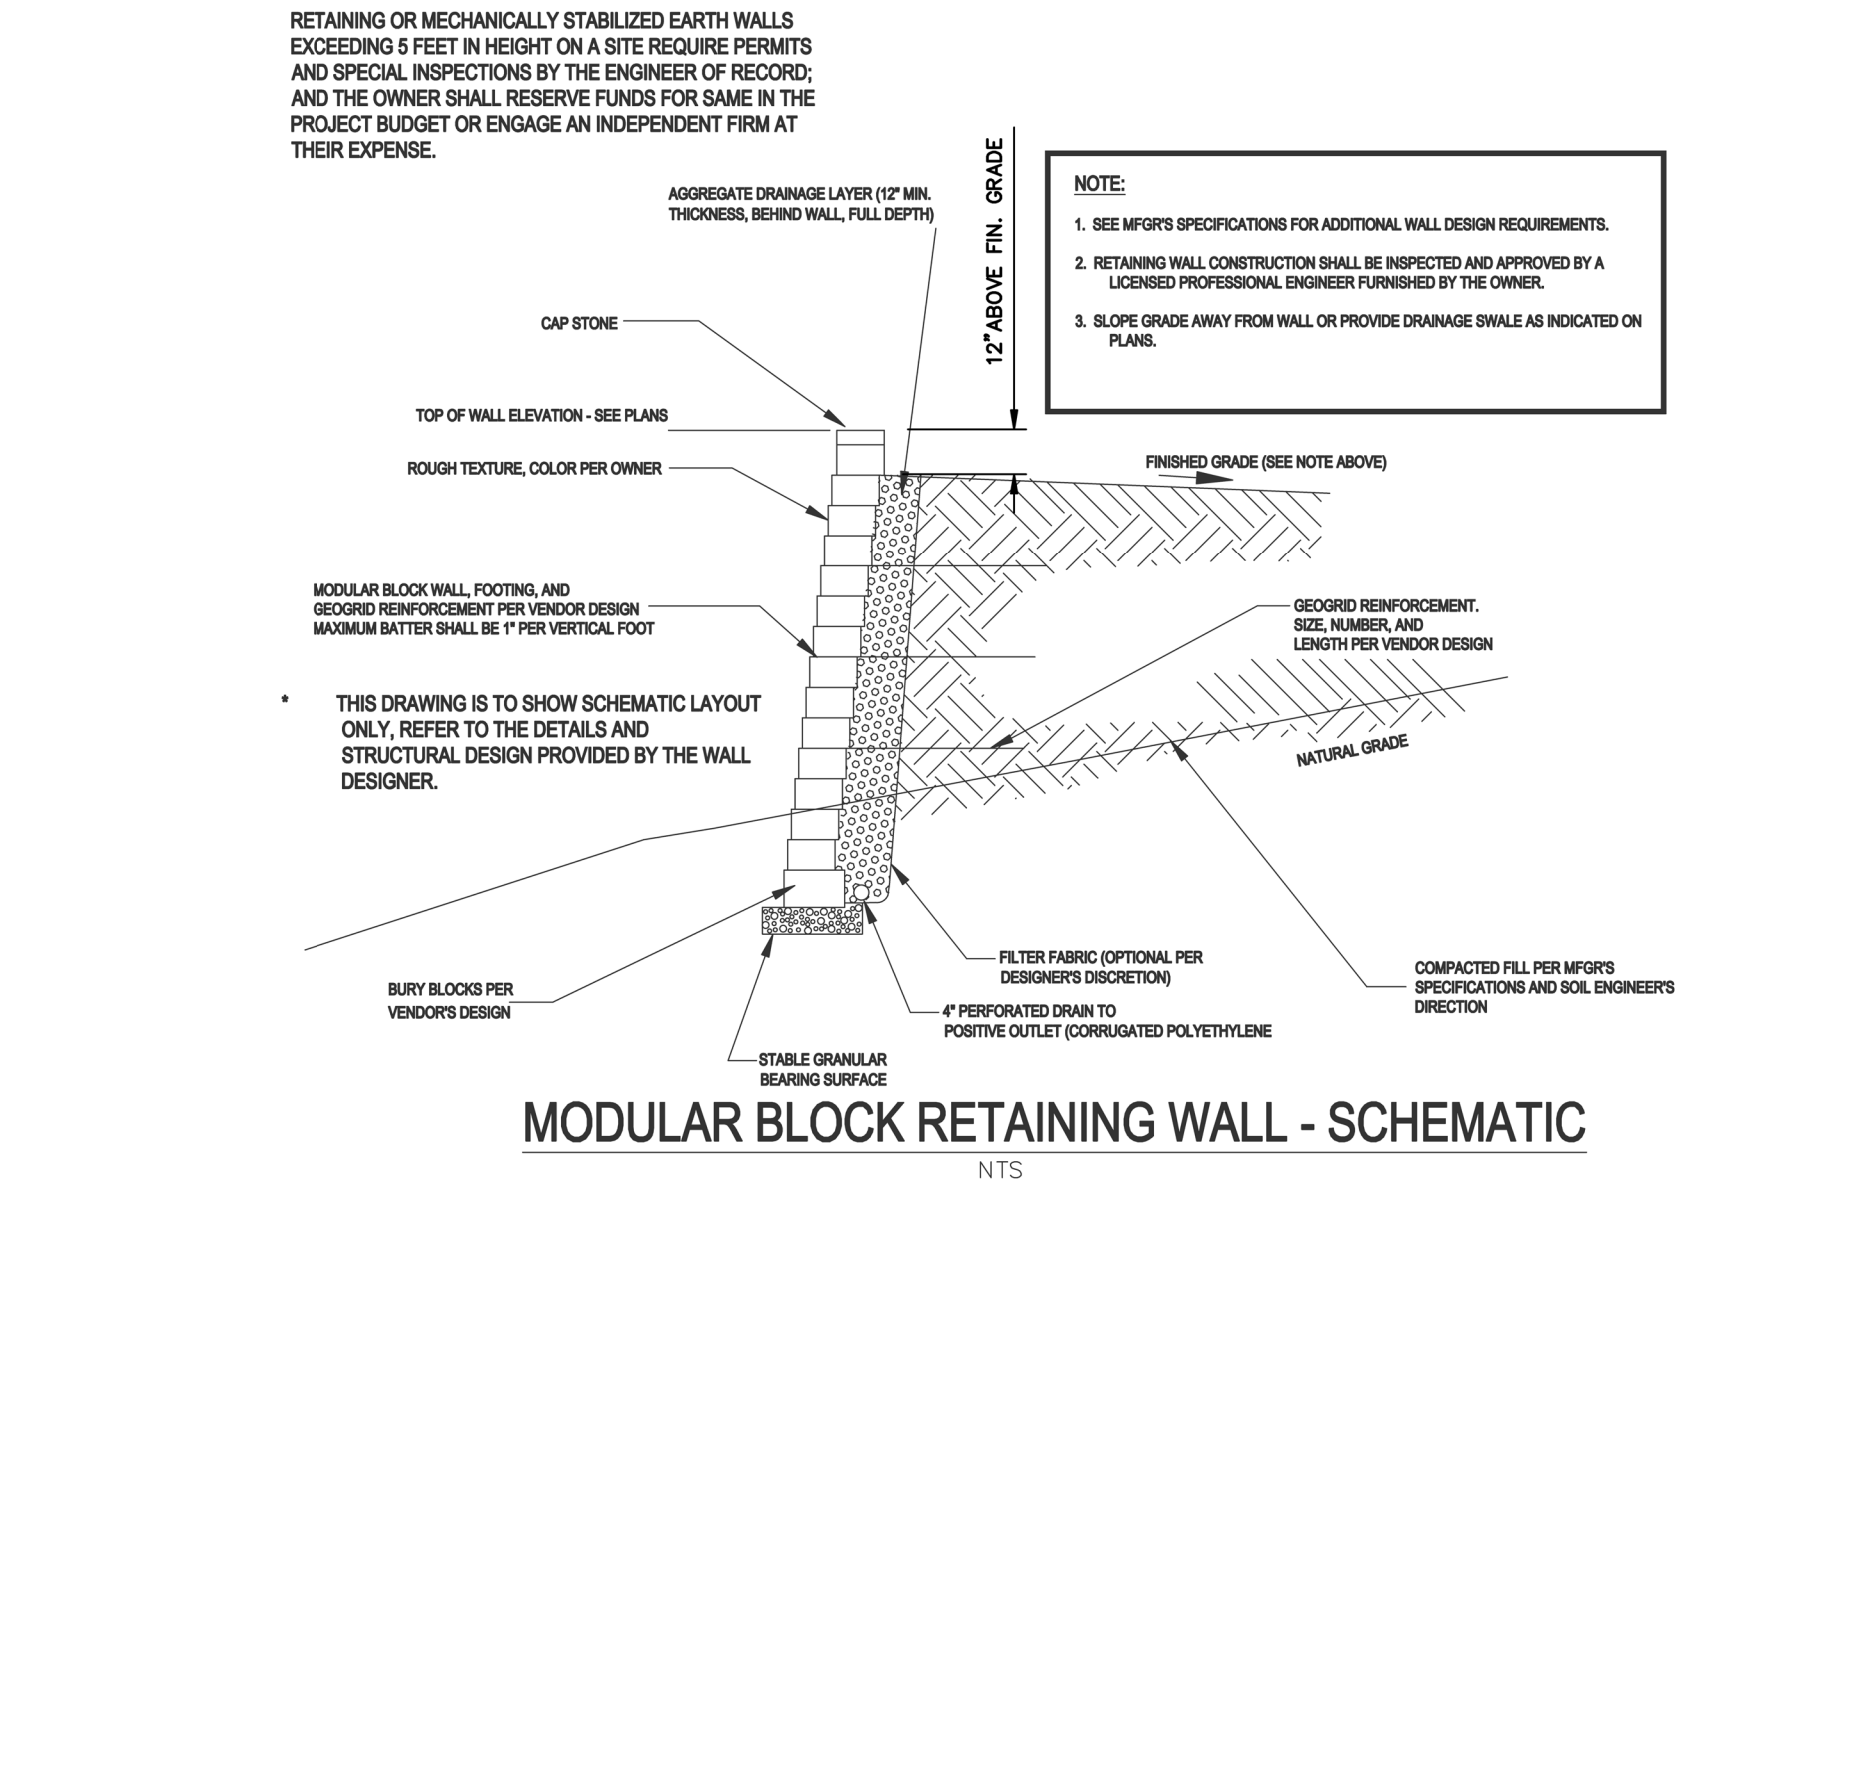 RETAINING OR MECHANICALLY STABILIZED EARTH WALLS
EXCEEDING 5 FEET IN HEIGHT ON A SITE REQUIRE PERMITS
AND SPECIAL INSPECTIONS BY THE ENGINEER OF RECORD;
AND THE OWNER SHALL RESERVE FUNDS FOR SAME IN THE
PROJECT BUDGET OR ENGAGE AN INDEPENDENT FIRM AT
THEIR EXPENSE.
AGGREGATE DRAINAGE LAYER (12" MIN.
THICKNESS, BEHIND WALL, FULL DEPTH)
12" ABOVE FIN. GRADE
NOTE:
1. SEE MFGR'S SPECIFICATIONS FOR ADDITIONAL WALL DESIGN REQUIREMENTS.
2. RETAINING WALL CONSTRUCTION SHALL BE INSPECTED AND APPROVED BY A
LICENSED PROFESSIONAL ENGINEER FURNISHED BY THE OWNER.
3. SLOPE GRADE AWAY FROM WALL OR PROVIDE DRAINAGE SWALE AS INDICATED ON
PLANS.
CAP STONE
TOP OF WALL ELEVATION - SEE PLANS
ROUGH TEXTURE, COLOR PER OWNER
FINISHED GRADE (SEE NOTE ABOVE)
MODULAR BLOCK WALL, FOOTING, AND
GEOGRID REINFORCEMENT PER VENDOR DESIGN
MAXIMUM BATTER SHALL BE 1" PER VERTICAL FOOT
GEOGRID REINFORCEMENT.
SIZE, NUMBER, AND
LENGTH PER VENDOR DESIGN
* THIS DRAWING IS TO SHOW SCHEMATIC LAYOUT
ONLY, REFER TO THE DETAILS AND
STRUCTURAL DESIGN PROVIDED BY THE WALL
DESIGNER.
NATURAL GRADE
FILTER FABRIC (OPTIONAL PER
DESIGNER'S DISCRETION)
COMPACTED FILL PER MFGR'S
SPECIFICATIONS AND SOIL ENGINEER'S
DIRECTION
BURY BLOCKS PER
VENDOR'S DESIGN
4" PERFORATED DRAIN TO
POSITIVE OUTLET (CORRUGATED POLYETHYLENE
STABLE GRANULAR
BEARING SURFACE
MODULAR BLOCK RETAINING WALL - SCHEMATIC
NTS